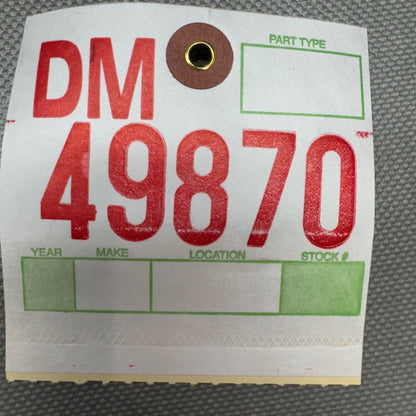 DM
PART TYPE
49870
YEAR MAKE LOCATION STOCK #